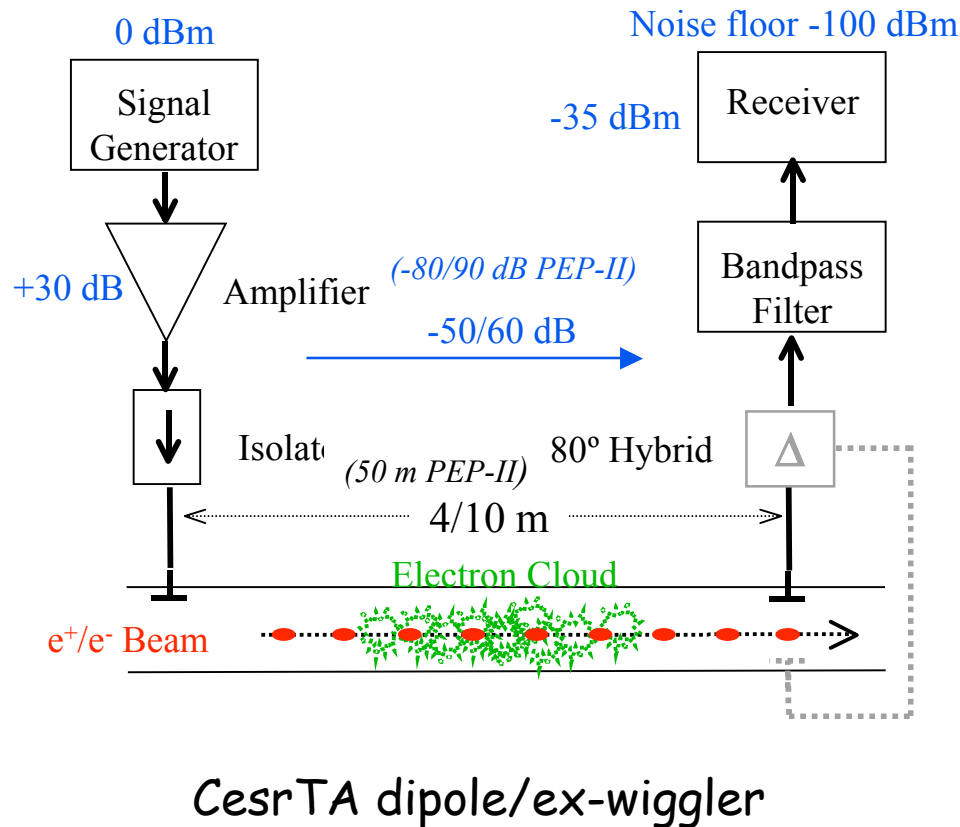 0 dBm
Noise floor -100 dBm
Signal
Generator
-35 dBm
Receiver
+30 dB
Amplifier
(-80/90 dB PEP-II)
-50/60 dB
Bandpass
Filter
Isolat
(50 m PEP-II)
80º Hybrid
Δ
4/10 m
Electron Cloud
e⁺/e⁻ Beam
CesrTA dipole/ex-wiggler